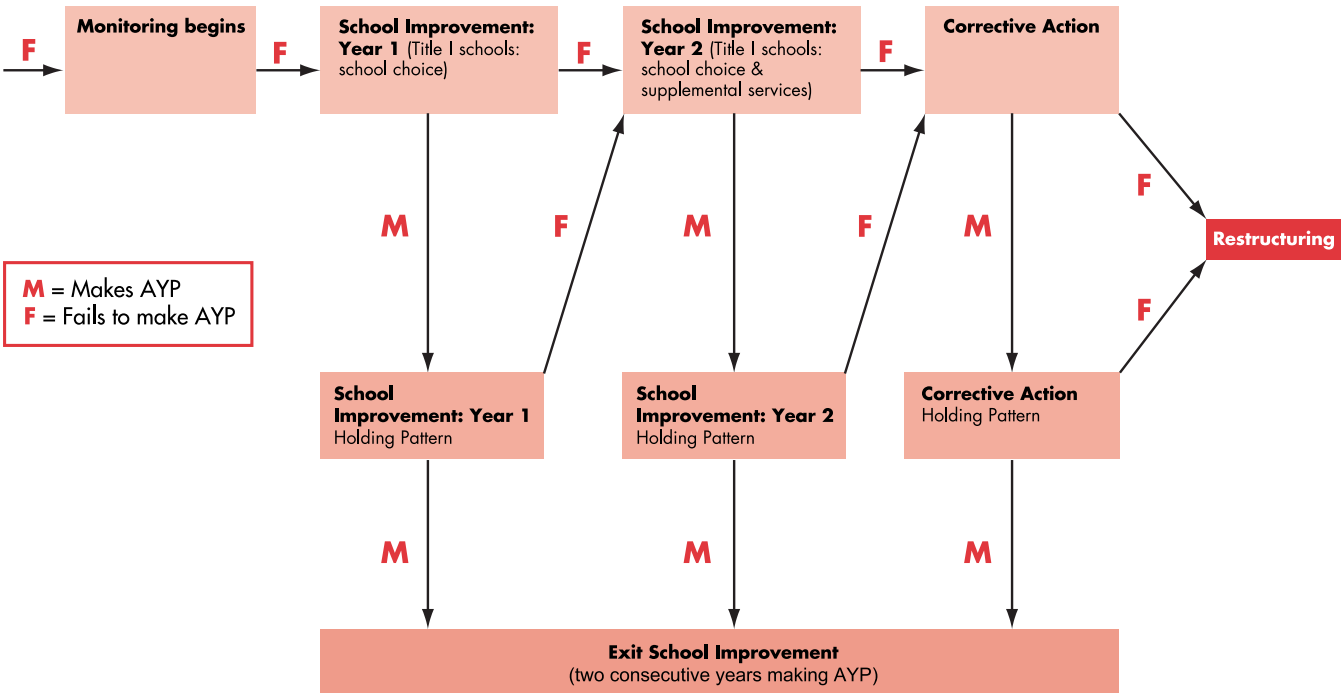 F
Monitoring begins
F
School Improvement:
Year 1 (Title I schools:
school choice)
F
School Improvement:
Year 2 (Title I schools:
school choice &
supplemental services)
F
Corrective Action
M
F
M
F
M
F
Restructuring
F
M = Makes AYP
F = Fails to make AYP
School
Improvement: Year 1
Holding Pattern
School
Improvement: Year 2
Holding Pattern
Corrective Action
Holding Pattern
M
M
M
Exit School Improvement
(two consecutive years making AYP)